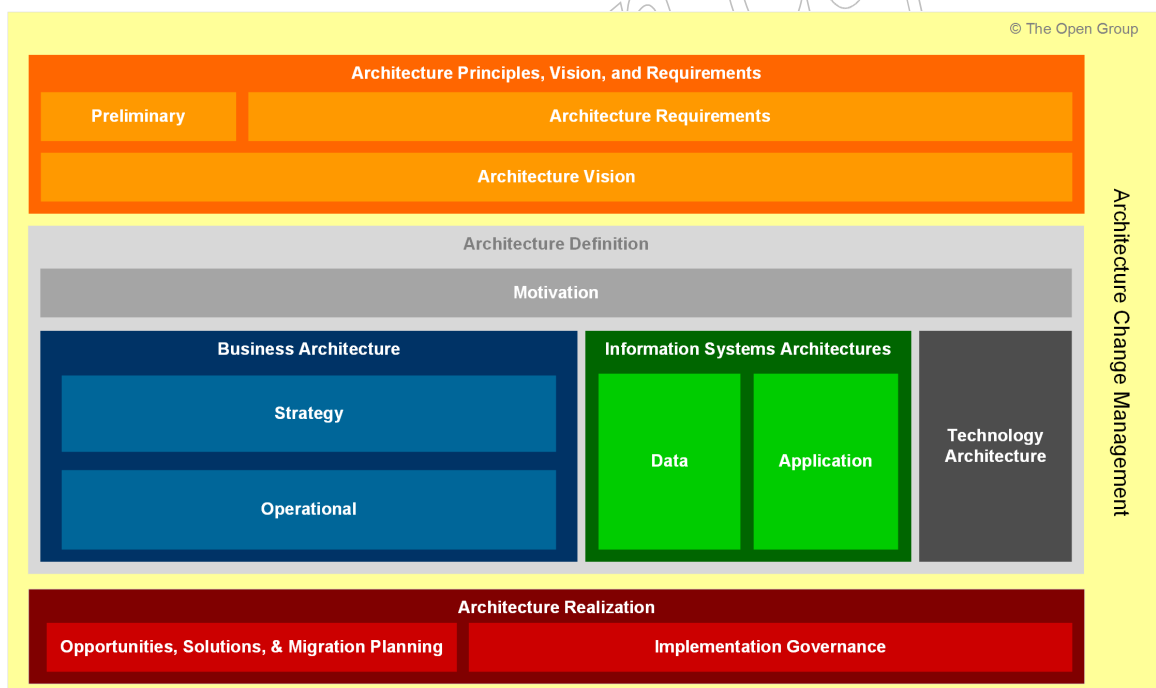 © The Open Group
Architecture Principles, Vision, and Requirements
Preliminary
Architecture Requirements
Architecture Vision
Architecture Definition
Motivation
Business Architecture
Strategy
Operational
Information Systems Architectures
Data
Application
Technology
Architecture
Architecture Change Management
Architecture Realization
Opportunities, Solutions, & Migration Planning
Implementation Governance